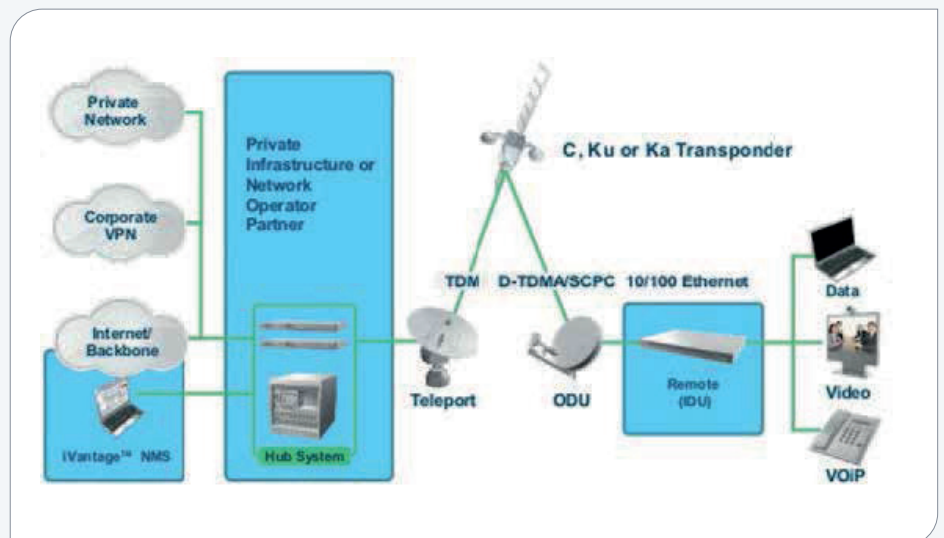 Private
Network
Corporate
VPN
Internet/
Backbone
iVantage™ NMS
Private
Infrastructure or
Network
Operator
Partner
Hub System
C, Ku or Ka Transponder
TDM
D-TDMA/SCPC
10/100 Ethernet
Teleport
ODU
Remote
(IDU)
Data
Video
VOiP